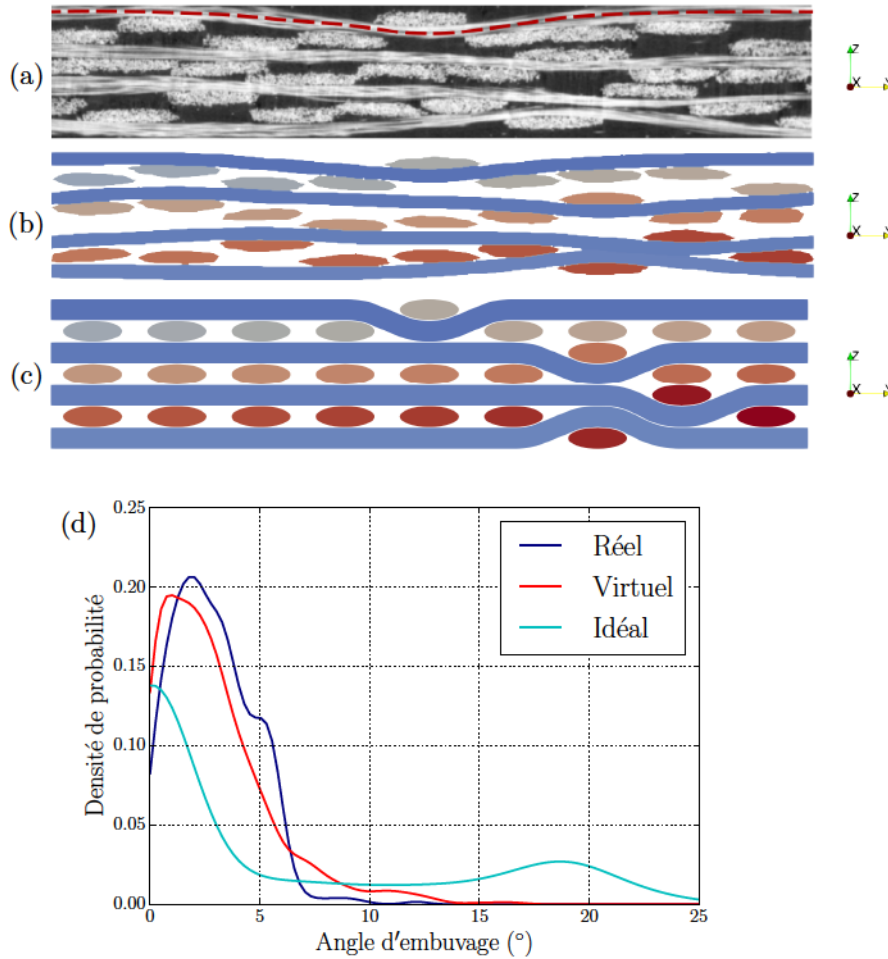 (a)
Z
X
Y
(b)
Z
X
Y
(c)
Z
X
Y
(d)
0.25
0.20
0.15
0.10
0.05
0.00
0
5
10
15
20
25
Densité de probabilité
Angle d'embuvage (°)
Réel
Virtuel
Idéal